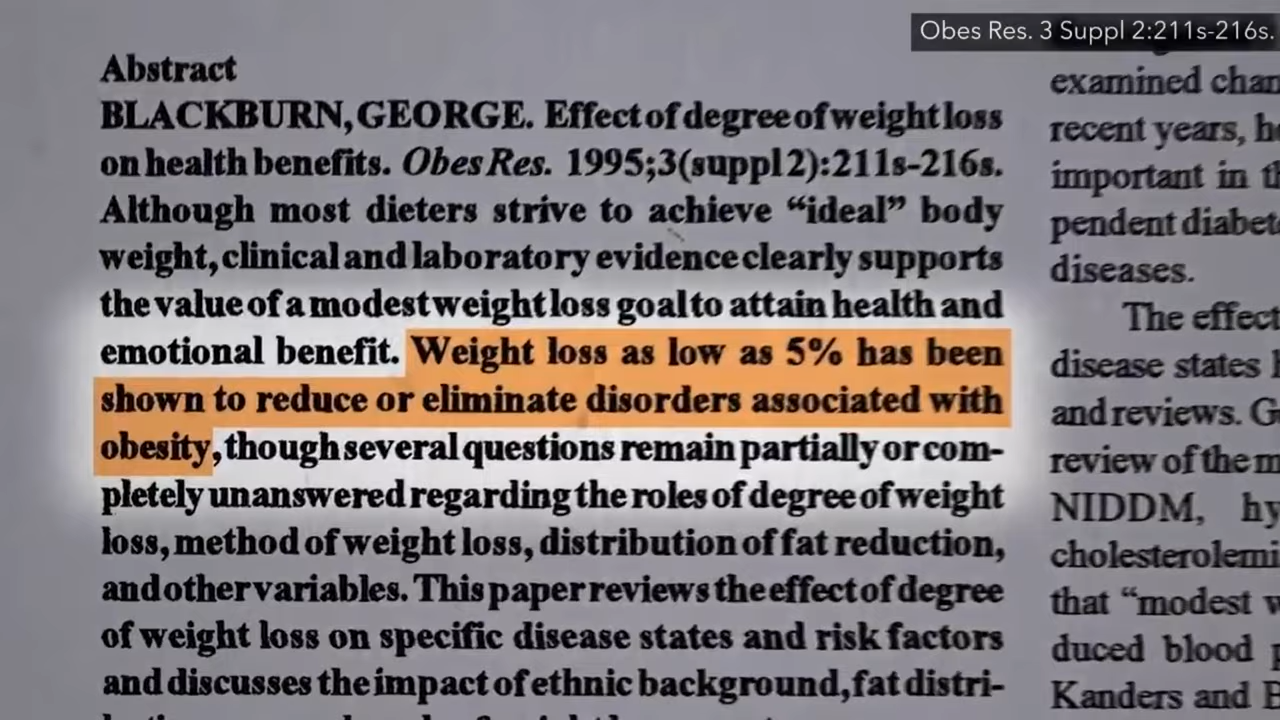 Obes Res. 3 Suppl 2:211s-216s.
Abstract
BLACKBURN, GEORGE. Effect of degree of weight loss
on health benefits. Obes Res. 1995;3(suppl 2):211s-216s.
Although most dieters strive to achieve “ideal” body
weight, clinical and laboratory evidence clearly supports
the value of a modest weight loss goal to attain health and
emotional benefit. Weight loss as low as 5% has been
shown to reduce or eliminate disorders associated with
obesity, though several questions remain partially or com-
pletely unanswered regarding the roles of degree of weight
loss, method of weight loss, distribution of fat reduction,
and other variables. This paper reviews the effect of degree
of weight loss on specific disease states and risk factors
and discusses the impact of ethnic background, fat distri-
examined
recent years,
important in
diseases.
The
disease states
and reviews.
review of the
NIDDM,
that “modest
duced blood
Kanders and